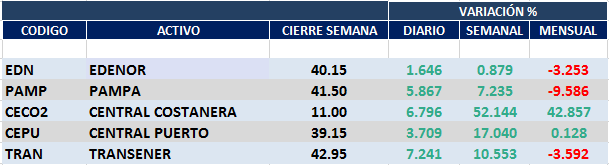 VARIACIÓN %
CODIGO ACTIVO CIERRE SEMANA DIARIO SEMANAL MENSUAL
EDN EDENOR 40.15 1.646 0.879 -3.253
PAMP PAMPA 41.50 5.867 7.235 -9.586
CECO2 CENTRAL COSTANERA 11.00 6.796 52.144 42.857
CEPU CENTRAL PUERTO 39.15 3.709 17.040 0.128
TRAN TRANSENER 42.95 7.241 10.553 -3.592